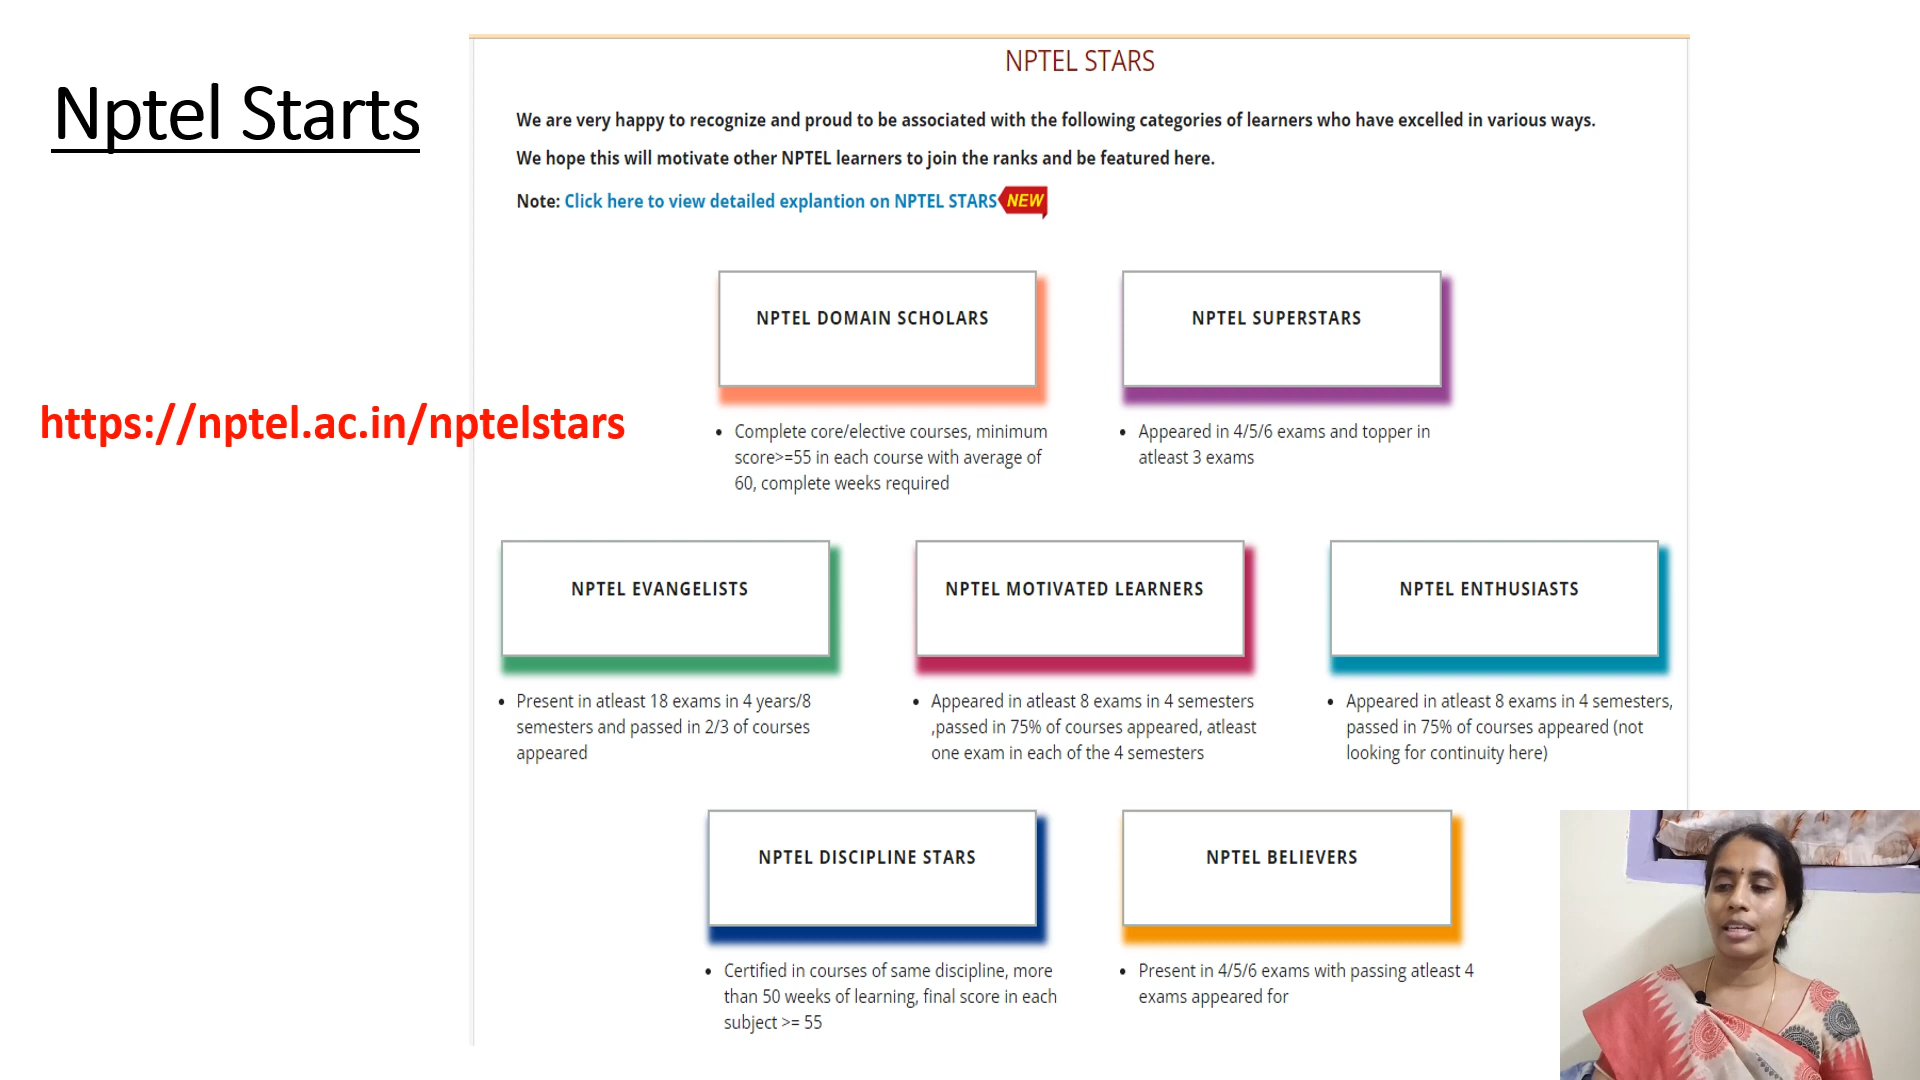 Nptel Starts
https://nptel.ac.in/nptelstars
NPTEL STARS
We are very happy to recognize and proud to be associated with the following categories of learners who have excelled in various ways.
We hope this will motivate other NPTEL learners to join the ranks and be featured here.
Note: Click here to view detailed explantion on NPTEL STARS NEW
NPTEL DOMAIN SCHOLARS
• Complete core/elective courses, minimum
score>=55 in each course with average of
60, complete weeks required
NPTEL SUPERSTARS
• Appeared in 4/5/6 exams and topper in
atleast 3 exams
NPTEL EVANGELISTS
• Present in atleast 18 exams in 4 years/8
semesters and passed in 2/3 of courses
appeared
NPTEL MOTIVATED LEARNERS
• Appeared in atleast 8 exams in 4 semesters
,passed in 75% of courses appeared, atleast
one exam in each of the 4 semesters
NPTEL ENTHUSIASTS
• Appeared in atleast 8 exams in 4 semesters,
passed in 75% of courses appeared (not
looking for continuity here)
NPTEL DISCIPLINE STARS
• Certified in courses of same discipline, more
than 50 weeks of learning, final score in each
subject >= 55
NPTEL BELIEVERS
• Present in 4/5/6 exams with passing atleast 4
exams appeared for